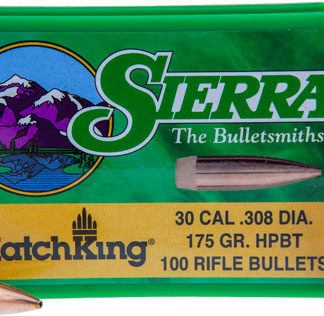 SIERRA
The Bulletsmiths
MatchKing®
30 CAL .308 DIA.
175 GR. HPBT
100 RIFLE BULLETS